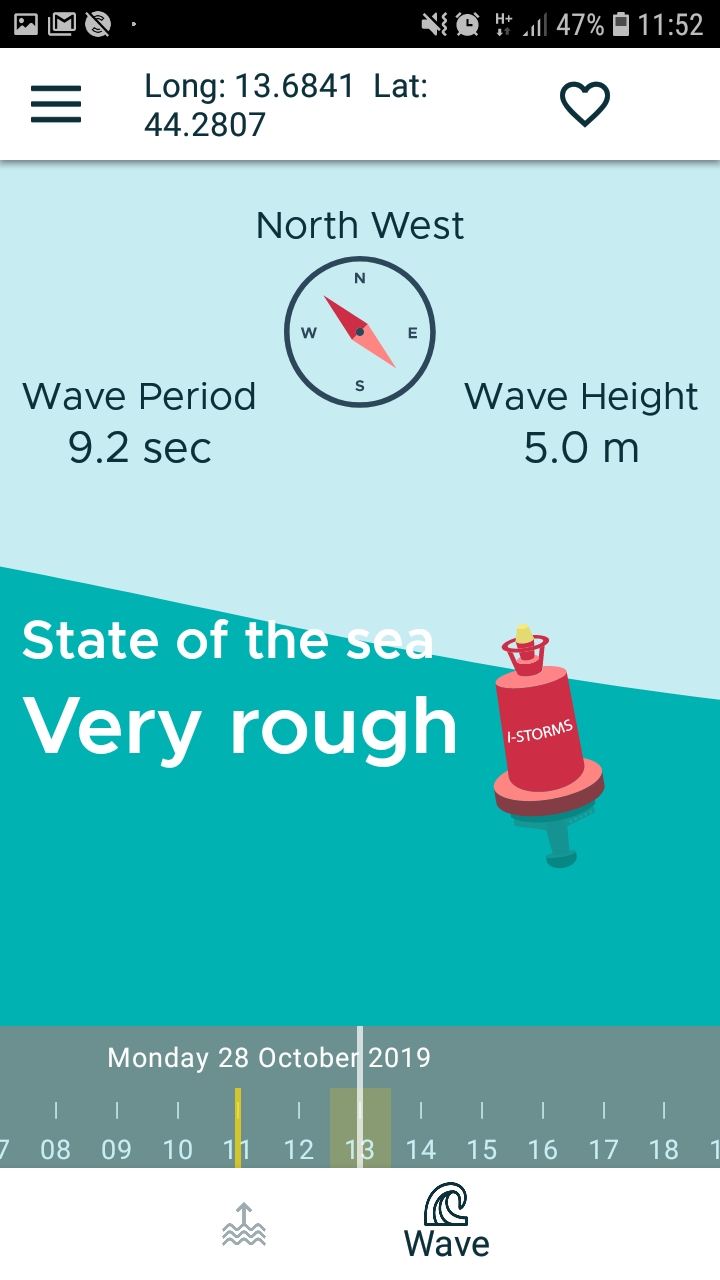 H+ 47% 11:52
Long: 13.6841 Lat:
44.2807
North West
N
W E
S
Wave Period Wave Height
9.2 sec 5.0 m
State of the sea
Very rough
I-STORMS
Monday 28 October 2019
7 08 09 10 11 12 13 14 15 16 17 18 1
Wave